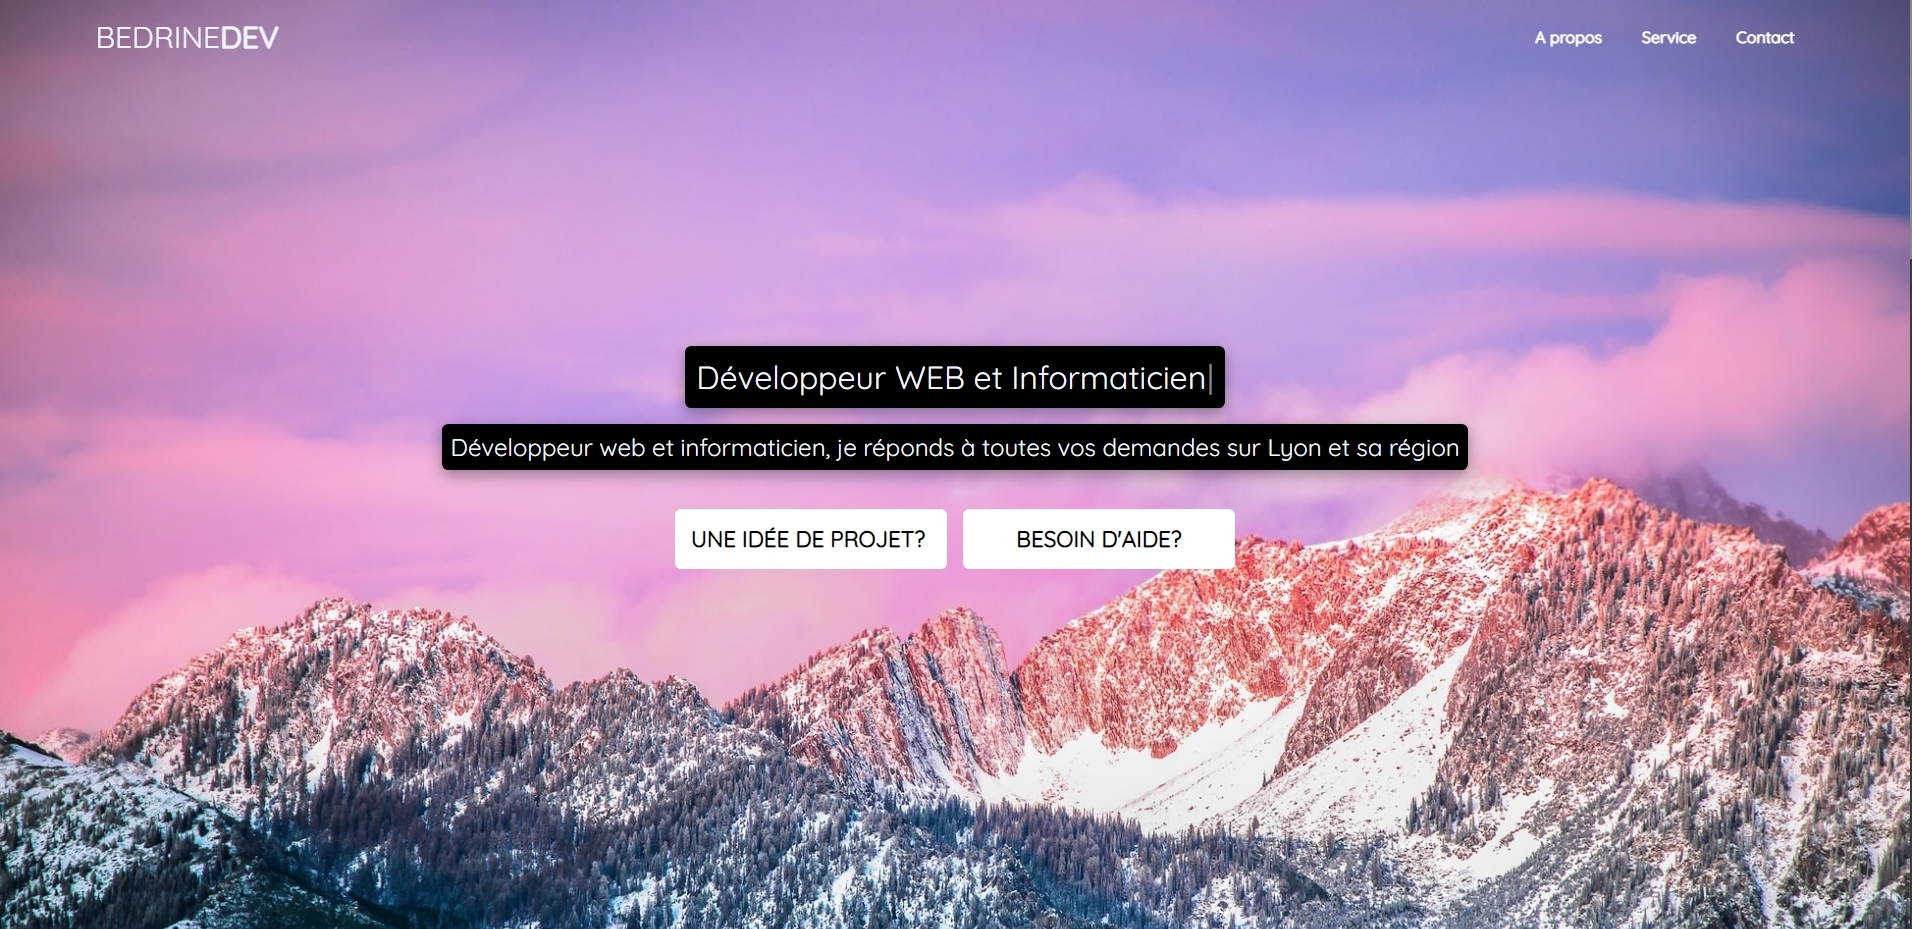 BEDRINEDEV
A propos
Service
Contact
Développeur WEB et Informaticien|
Développeur web et informaticien, je réponds à toutes vos demandes sur Lyon et sa région
UNE IDÉE DE PROJET?
BESOIN D'AIDE?